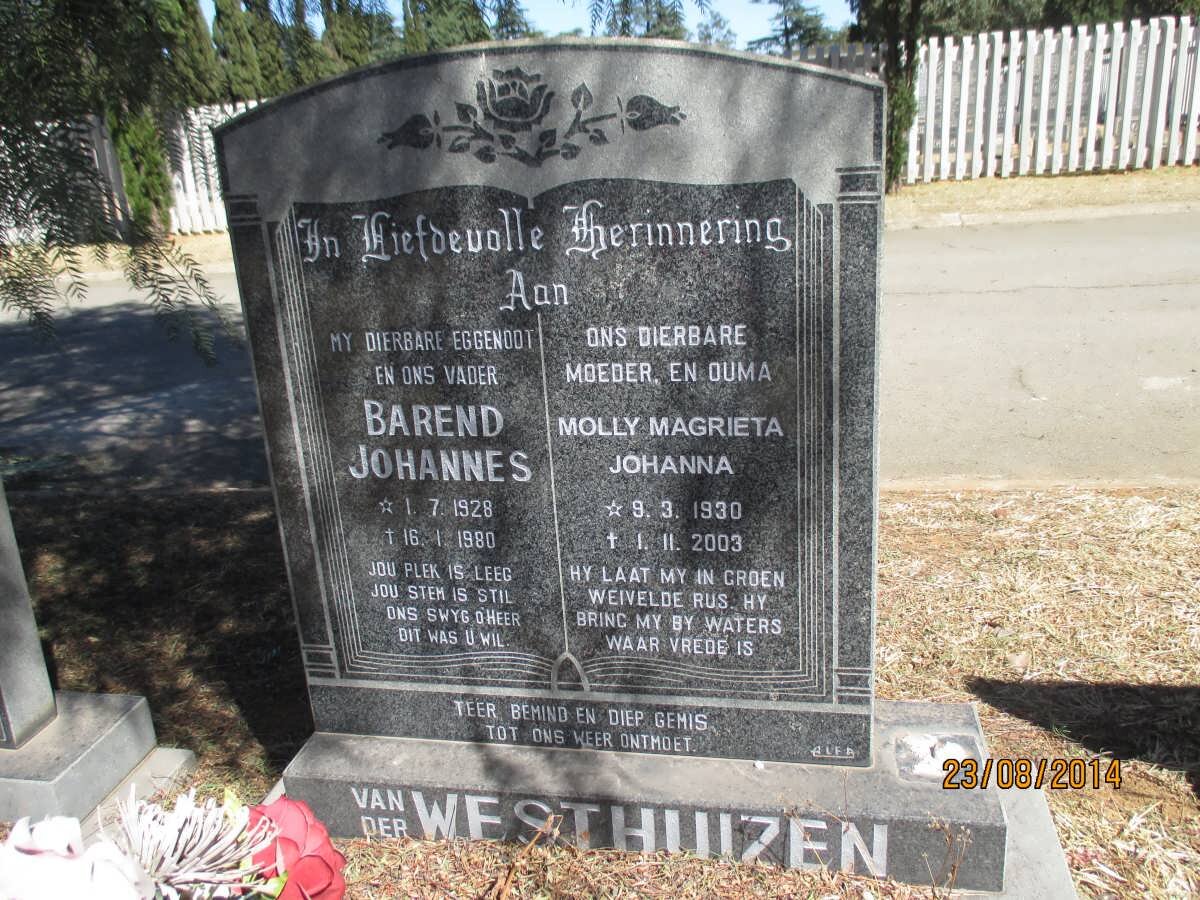 In Liefdevolle Herinnering
Aan
MY DIERBARE EGGENOOT
EN ONS VADER
BAREND
JOHANNES
☆ 1. 7. 1928
† 16. 1. 1980
JOU PLEK IS LEEG
JOU STEM IS STIL
ONS SWYG O'HEER
DIT WAS U WIL.
ONS DIERBARE
MOEDER, EN OUMA
MOLLY MAGRIETA
JOHANNA
☆ 9. 3. 1930
† 1. 11. 2003
HY LAAT MY IN GROEN
WEIVELDE RUS. HY
BRING MY BY WATERS
WAAR VREDE IS
TEER BEMIND EN DIEP GEMIS
TOT ONS WEER ONTMOET.
VAN DER WESTHUIZEN
23/08/2014